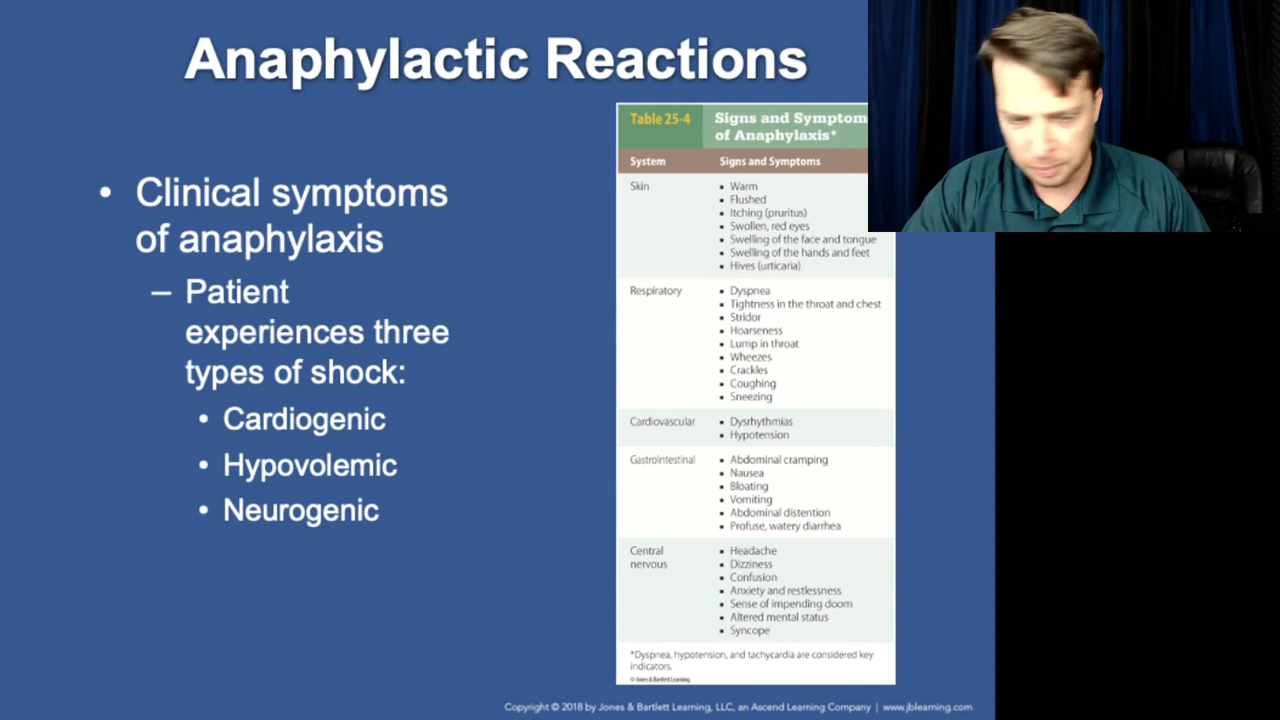 Anaphylactic Reactions
• Clinical symptoms
of anaphylaxis
– Patient
experiences three
types of shock:
• Cardiogenic
• Hypovolemic
• Neurogenic
Table 25-4
Signs and Symptom
of Anaphylaxis*
System
Signs and Symptoms
Skin
▪ Warm
▪ Flushed
▪ Itching (pruritus)
▪ Swollen, red eyes
▪ Swelling of the face and tongue
▪ Swelling of the hands and feet
▪ Hives (urticaria)
Respiratory
▪ Dyspnea
▪ Tightness in the throat and chest
▪ Stridor
▪ Hoarseness
▪ Lump in throat
▪ Wheezes
▪ Crackles
▪ Coughing
▪ Sneezing
Cardiovascular
▪ Dysrhythmias
▪ Hypotension
Gastrointestinal
▪ Abdominal cramping
▪ Nausea
▪ Bloating
▪ Vomiting
▪ Abdominal distention
▪ Profuse, watery diarrhea
Central
nervous
▪ Headache
▪ Dizziness
▪ Confusion
▪ Anxiety and restlessness
▪ Sense of impending doom
▪ Altered mental status
▪ Syncope
*Dyspnea, hypotension, and tachycardia are considered key
indicators.
© Jones & Bartlett Learning.
Copyright © 2018 by Jones & Bartlett Learning, LLC, an Ascend Learning Company | www.jblearning.com